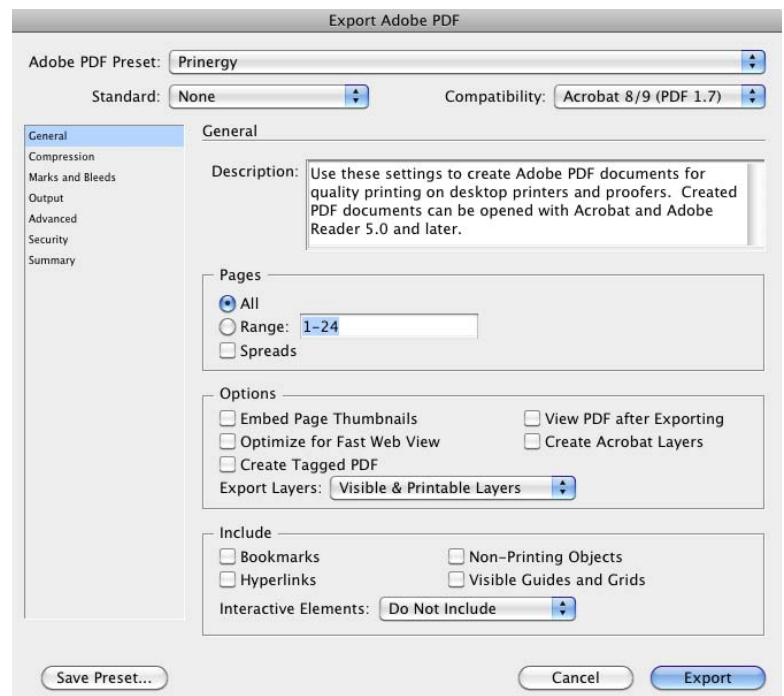 Export Adobe PDF
Adobe PDF Preset: Prinergy
Standard: None Compatibility: Acrobat 8/9 (PDF 1.7)
General
Compression
Marks and Bleeds
Output
Advanced
Security
Summary
General
Description: Use these settings to create Adobe PDF documents for
quality printing on desktop printers and proofers. Created
PDF documents can be opened with Acrobat and Adobe
Reader 5.0 and later.
Pages
All
Range: 1-24
Spreads
Options
Embed Page Thumbnails View PDF after Exporting
Optimize for Fast Web View Create Acrobat Layers
Create Tagged PDF
Export Layers: Visible & Printable Layers
Include
Bookmarks Non-Printing Objects
Hyperlinks Visible Guides and Grids
Interactive Elements: Do Not Include
Save Preset... Cancel Export